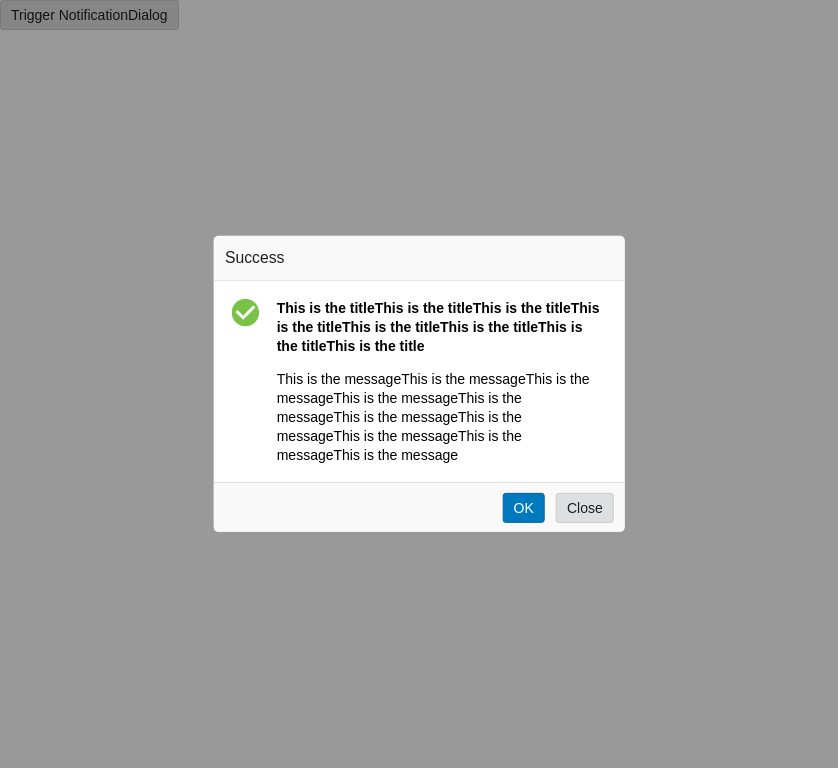 Trigger NotificationDialog
Success
This is the titleThis is the titleThis is the titleThis
is the titleThis is the titleThis is the titleThis is
the titleThis is the title
This is the messageThis is the messageThis is the
messageThis is the messageThis is the
messageThis is the messageThis is the
messageThis is the messageThis is the
messageThis is the message
OK
Close